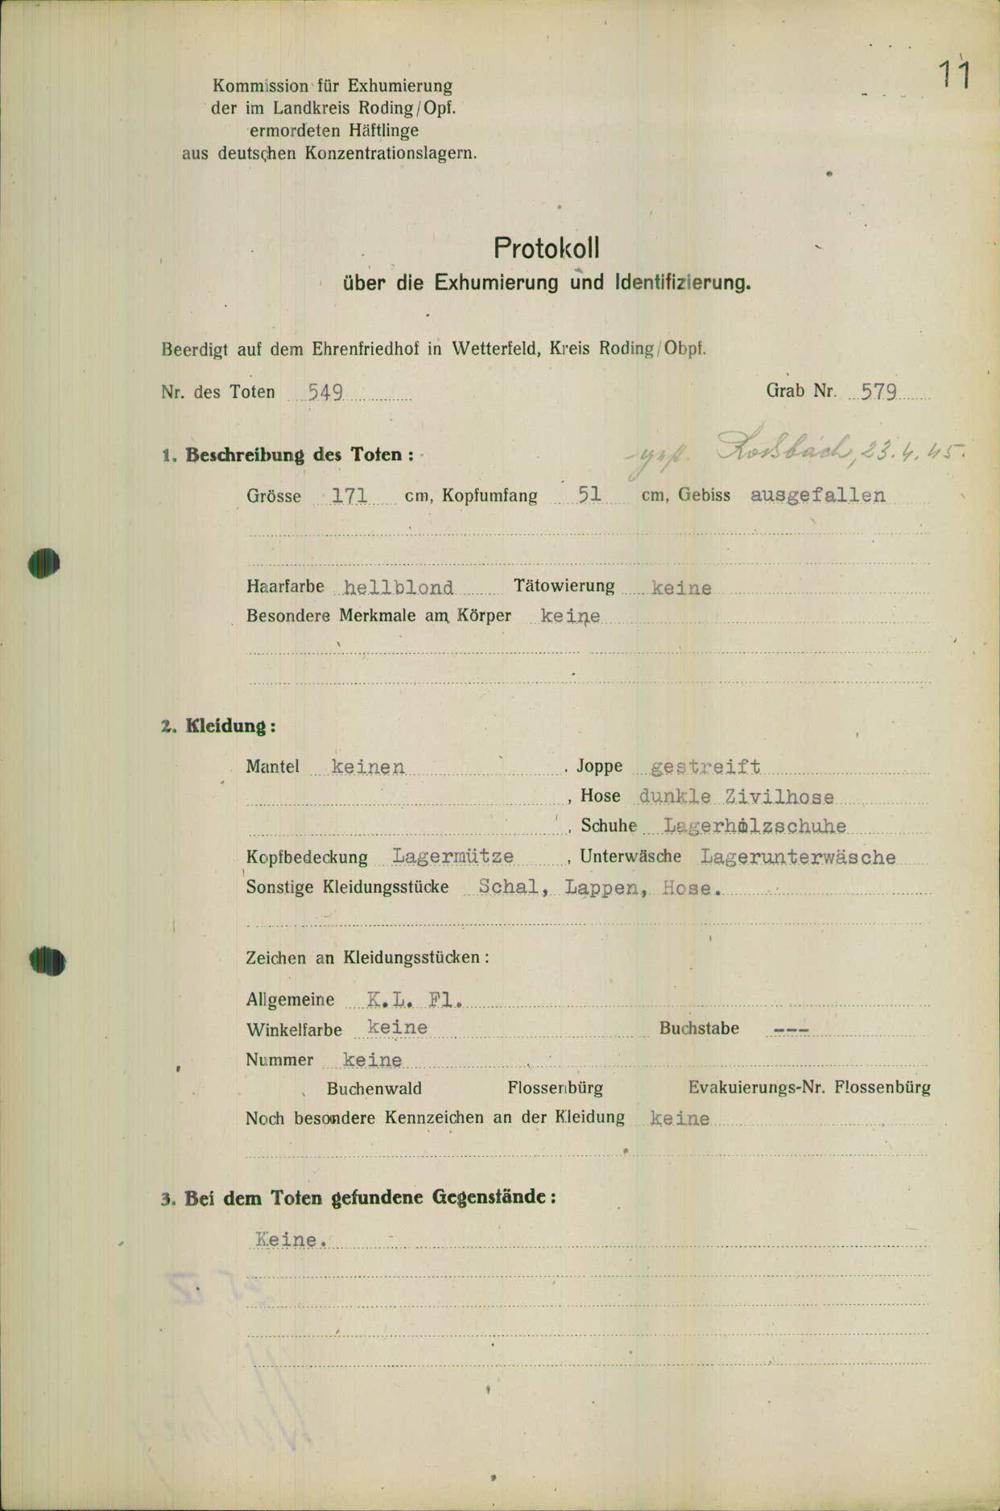 11
Kommission für Exhumierung
der im Landkreis Roding/Opf.
ermordeten Häftlinge
aus deutschen Konzentrationslagern.
Protokoll
über die Exhumierung und Identifizierung.
Beerdigt auf dem Ehrenfriedhof in Wetterfeld, Kreis Roding/Obpf.
Nr. des Toten 549 Grab Nr. 579
1. Beschreibung des Toten : Roßbach, 23.4.45.
Grösse 171 cm, Kopfumfang 51 cm, Gebiss ausgefallen
Haarfarbe hellblond Tätowierung keine
Besondere Merkmale am Körper keine
2. Kleidung :
Mantel keinen , Joppe gestreift
, Hose dunkle Zivilhose
, Schuhe Lagerholzschuhe
Kopfbedeckung Lagermütze , Unterwäsche Lagerunterwäsche
Sonstige Kleidungsstücke Schal, Lappen, Hose.
Zeichen an Kleidungsstücken :
Allgemeine K.L. Fl.
Winkelfarbe keine Buchstabe ---
Nummer keine
Buchenwald Flossenbürg Evakuierungs-Nr. Flossenbürg
Noch besondere Kennzeichen an der Kleidung keine
3. Bei dem Toten gefundene Gegenstände :
Keine.